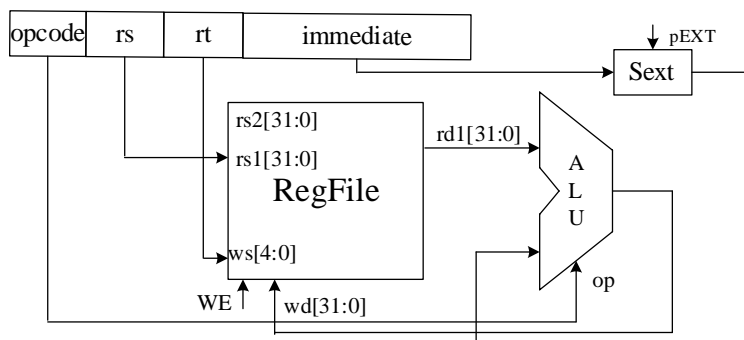 opcode rs rt immediate
pEXT
Sext
rs2[31:0]
rd1[31:0]
rs1[31:0]
RegFile
A
L
U
ws[4:0]
WE
wd[31:0]
op